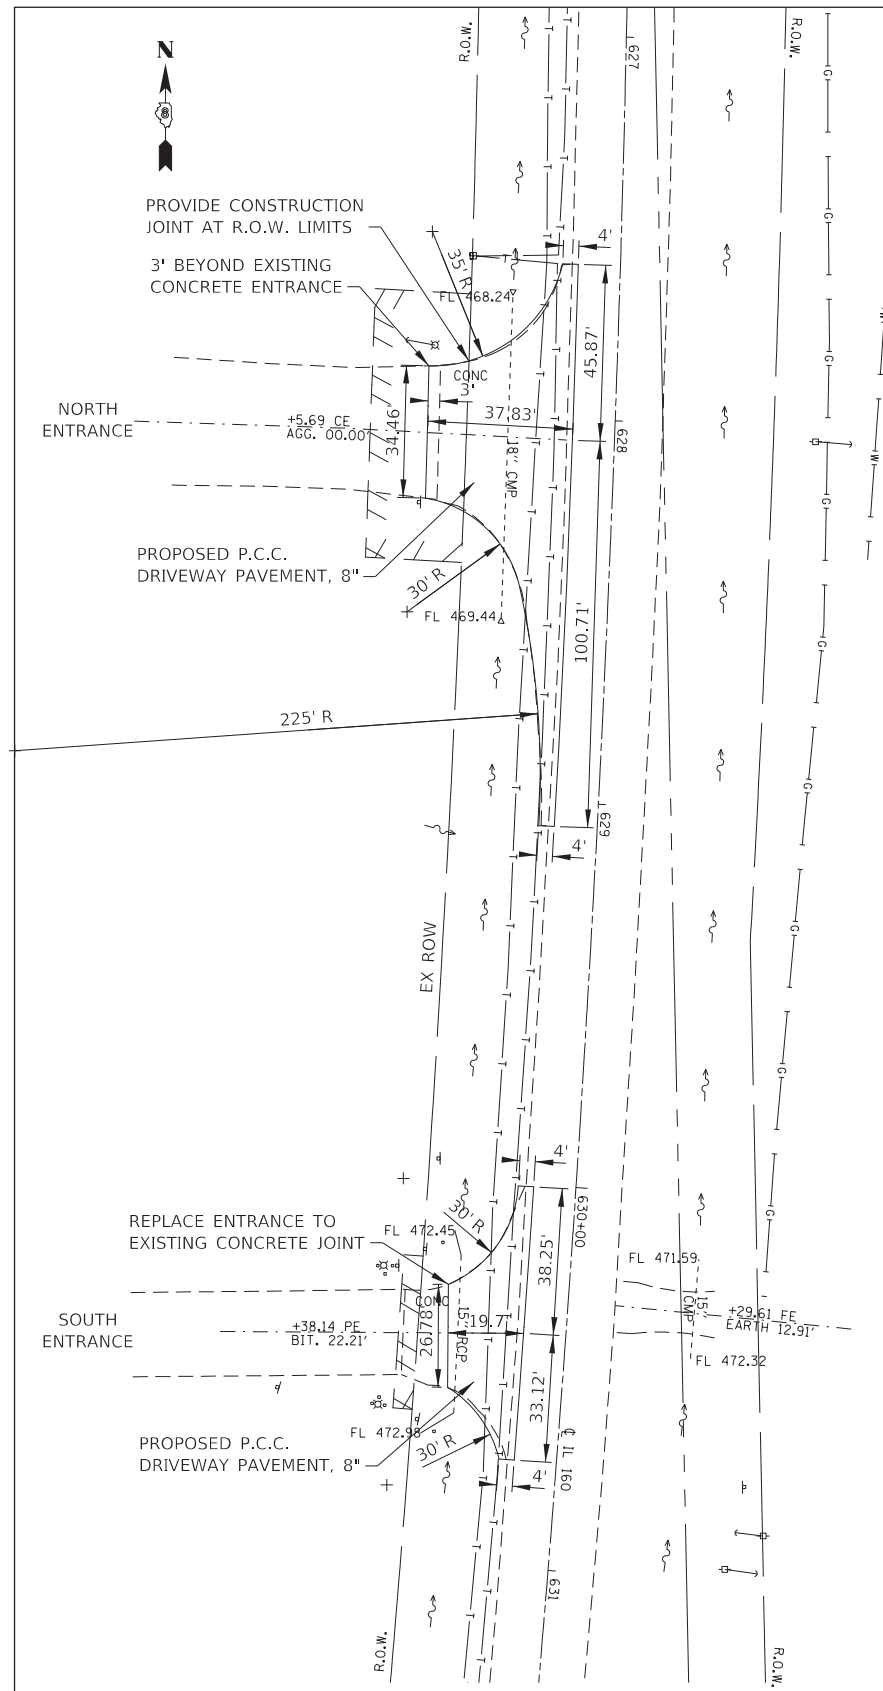 R.O.W.
R.O.W.
G
627
N
PROVIDE CONSTRUCTION
JOINT AT R.O.W. LIMITS
3' BEYOND EXISTING
CONCRETE ENTRANCE
35' R
4'
FL 468.24
45.87'
CONC
3'
NORTH
ENTRANCE
+5.69 CE
AGG. 00.00'
34.46'
37.83'
18" CMP
628
W
PROPOSED P.C.C.
DRIVEWAY PAVEMENT, 8"
30' R
FL 469.44
100.71'
225' R
629
4'
EX ROW
4'
REPLACE ENTRANCE TO
EXISTING CONCRETE JOINT
30' R
FL 472.45
630+00
38.25'
FL 471.59
CONC
SOUTH
ENTRANCE
+38.14 PE
BIT. 22.21'
26.78'
15" RCP
19.7'
15"
CMP
+29.61 FE
EARTH 12.91'
FL 472.32
33.12'
FL 472.98
PROPOSED P.C.C.
DRIVEWAY PAVEMENT, 8"
30' R
4'
℄ IL 160
631
R.O.W.
R.O.W.